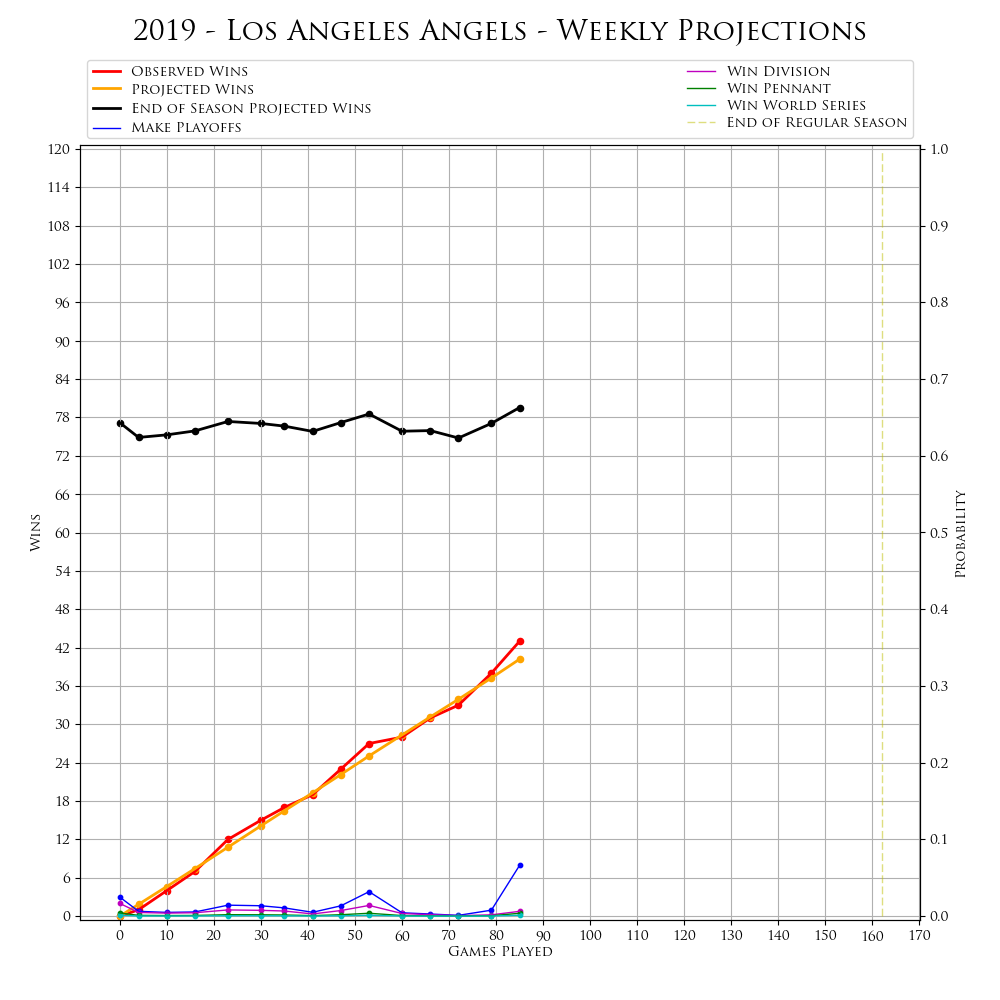 2019 - Los Angeles Angels - Weekly Projections
Observed Wins
Projected Wins
End of Season Projected Wins
Make Playoffs
Win Division
Win Pennant
Win World Series
End of Regular Season
120
114
108
102
96
90
84
78
72
66
60
54
48
42
36
30
24
18
12
6
0
Wins
1.0
0.9
0.8
0.7
0.6
0.5
0.4
0.3
0.2
0.1
0.0
Probability
0 10 20 30 40 50 60 70 80 90 100 110 120 130 140 150 160 170
Games Played